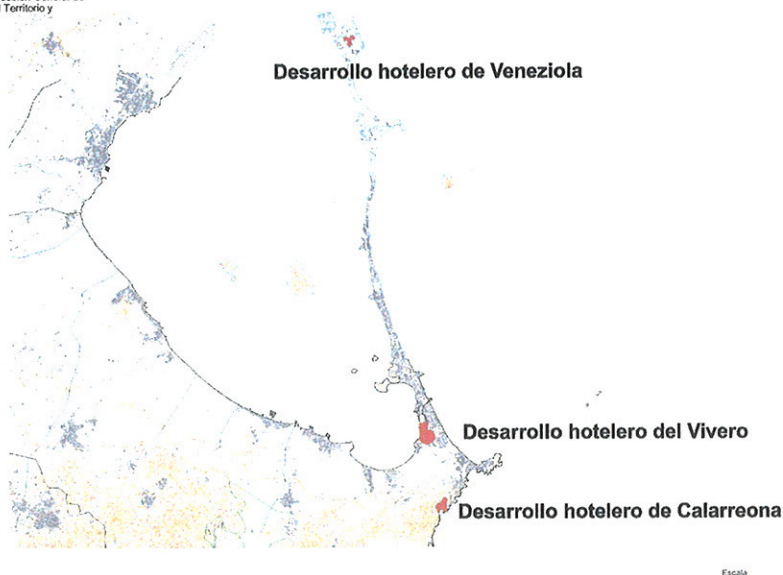 l Territorio y
Desarrollo hotelero de Veneziola
Desarrollo hotelero del Vivero
Desarrollo hotelero de Calarreona
Escala